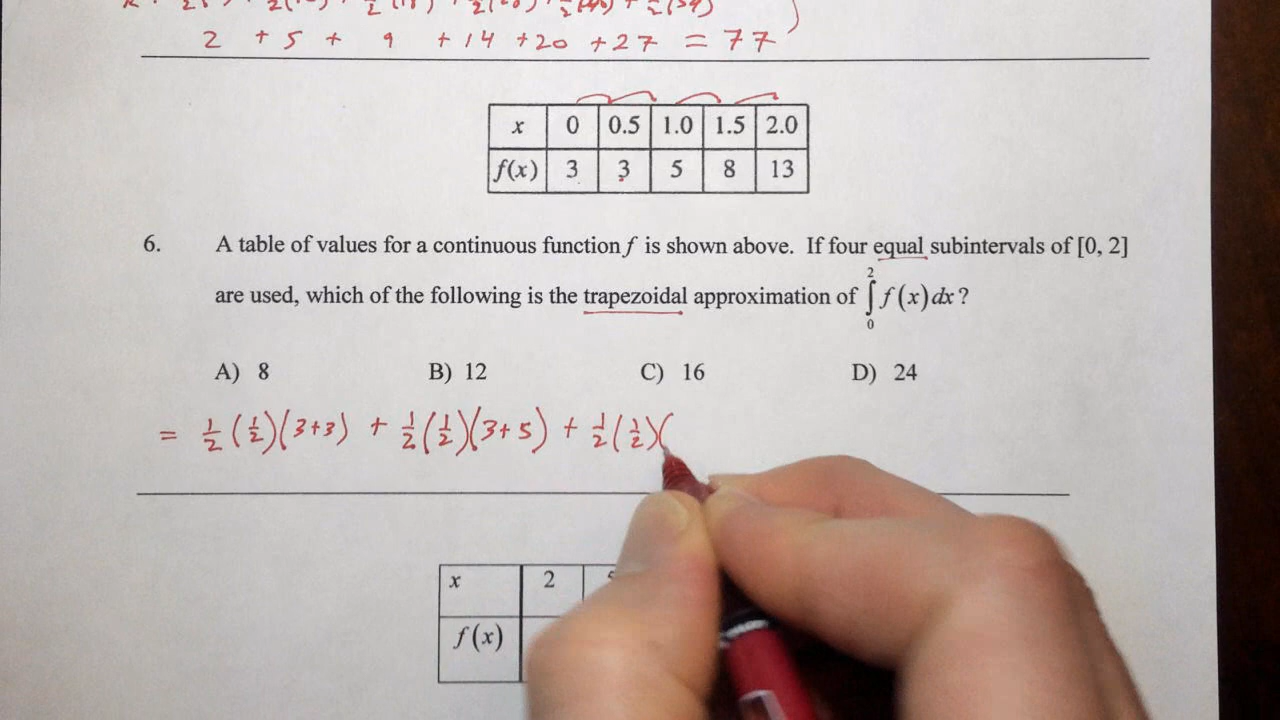 2 + 5 + 9 + 14 + 20 + 27 = 77
x 0 0.5 1.0 1.5 2.0
f(x) 3 3 5 8 13
6. A table of values for a continuous function f is shown above. If four equal subintervals of [0, 2]
are used, which of the following is the trapezoidal approximation of ∫₀² f(x) dx ?
A) 8 B) 12 C) 16 D) 24
= 1/2 (1/2)(3+3) + 1/2 (1/2)(3+5) + 1/2 (1/2)(
x 2
f(x)